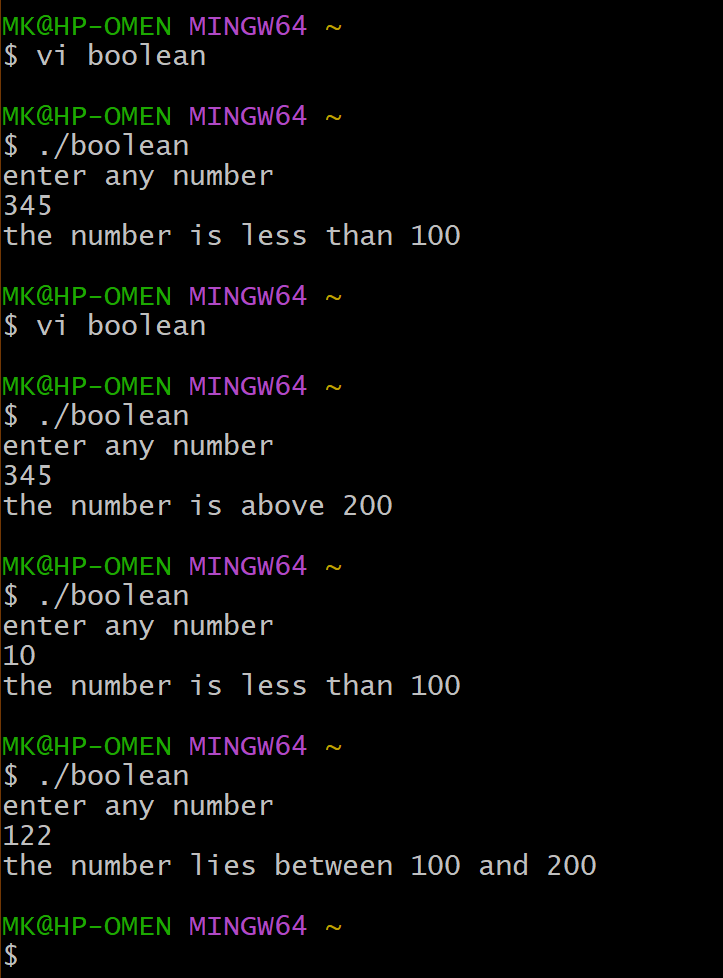 MK@HP-OMEN MINGW64 ~
$ vi boolean
MK@HP-OMEN MINGW64 ~
$ ./boolean
enter any number
345
the number is less than 100
MK@HP-OMEN MINGW64 ~
$ vi boolean
MK@HP-OMEN MINGW64 ~
$ ./boolean
enter any number
345
the number is above 200
MK@HP-OMEN MINGW64 ~
$ ./boolean
enter any number
10
the number is less than 100
MK@HP-OMEN MINGW64 ~
$ ./boolean
enter any number
122
the number lies between 100 and 200
MK@HP-OMEN MINGW64 ~
$